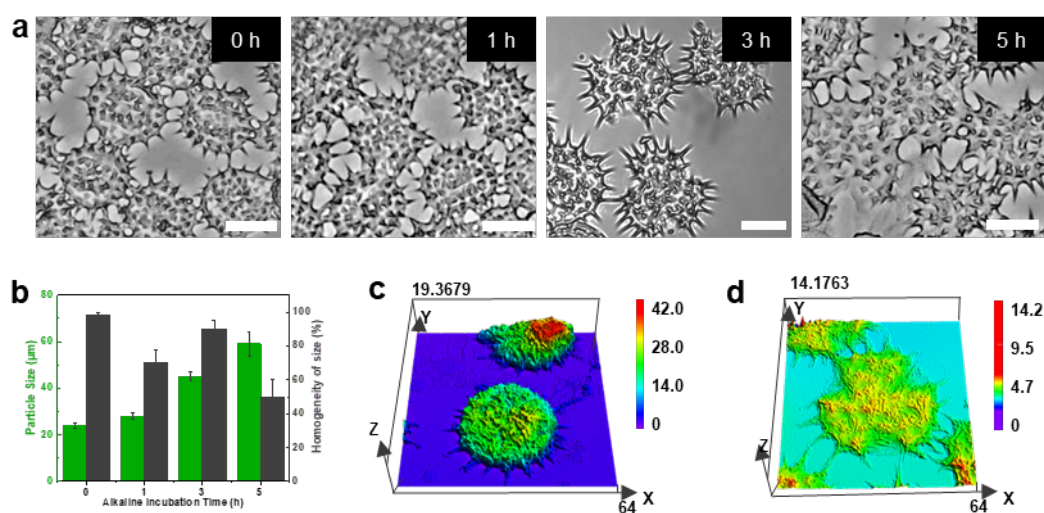 a
0 h
1 h
3 h
5 h
b
80
60
40
20
0
Particle Size (μm)
100
80
60
40
20
0
Homogeneity of size (%)
0 1 3 5
Alkaline Incubation Time (h)
c
19.3679
Y
Z
X
64
42.0
28.0
14.0
0
d
14.1763
Y
Z
X
64
14.2
9.5
4.7
0